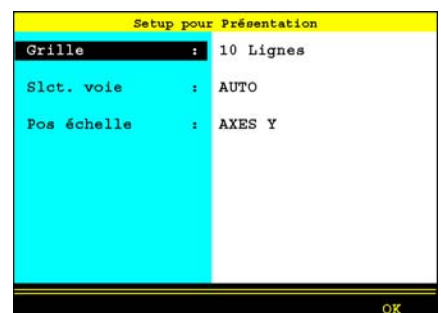 Setup pour Présentation
Grille : 10 Lignes
Slct. voie : AUTO
Pos échelle : AXES Y
OK